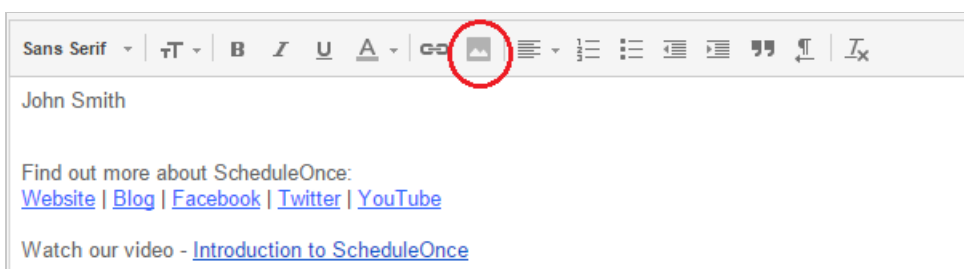 Sans Serif TT B I U A
John Smith
Find out more about ScheduleOnce:
Website | Blog | Facebook | Twitter | YouTube
Watch our video - Introduction to ScheduleOnce